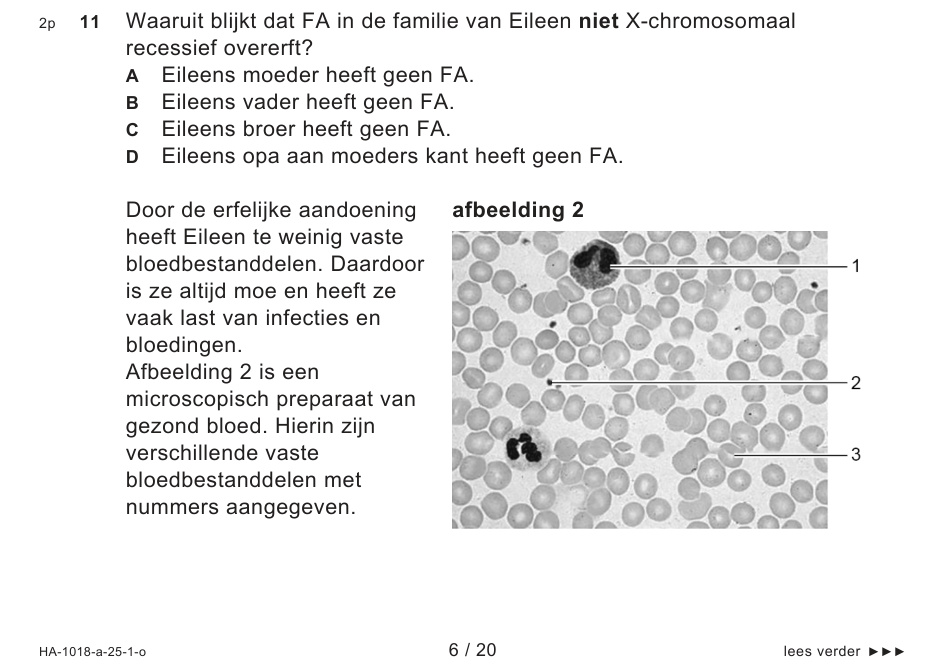 2p 11 Waaruit blijkt dat FA in de familie van Eileen niet X-chromosomaal
recessief overerft?
A Eileens moeder heeft geen FA.
B Eileens vader heeft geen FA.
C Eileens broer heeft geen FA.
D Eileens opa aan moeders kant heeft geen FA.
Door de erfelijke aandoening
heeft Eileen te weinig vaste
bloedbestanddelen. Daardoor
is ze altijd moe en heeft ze
vaak last van infecties en
bloedingen.
Afbeelding 2 is een
microscopisch preparaat van
gezond bloed. Hierin zijn
verschillende vaste
bloedbestanddelen met
nummers aangegeven.
afbeelding 2
1
2
3
HA-1018-a-25-1-o
6 / 20
lees verder ►►►